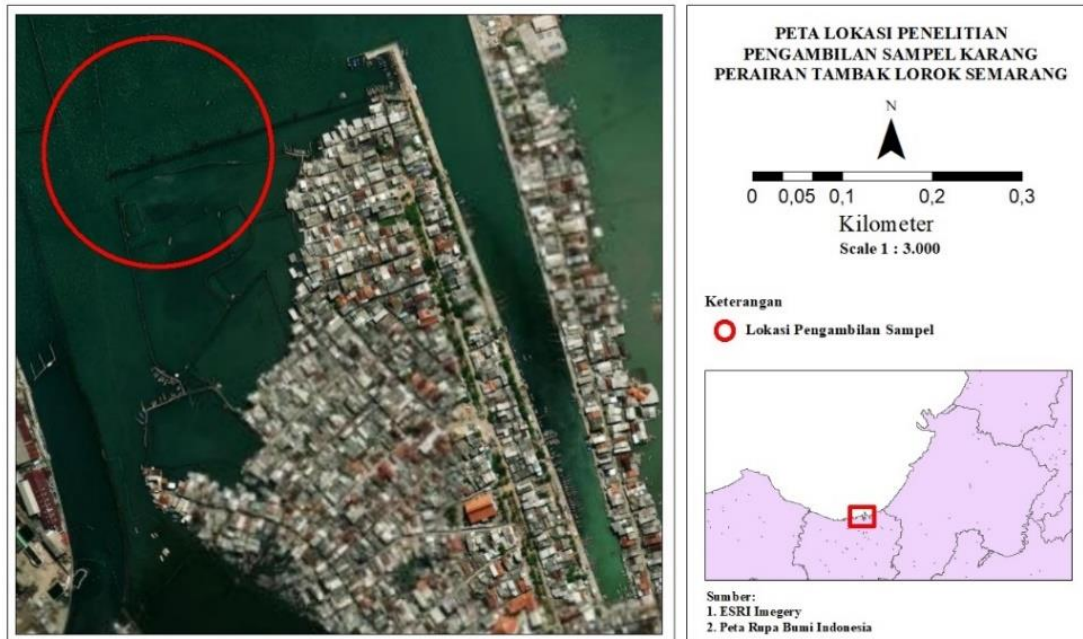 PETA LOKASI PENELITIAN
PENGAMBILAN SAMPEL KARANG
PERAIRAN TAMBAK LOROK SEMARANG
N
0 0,05 0,1 0,2 0,3
Kilometer
Scale 1 : 3.000
Keterangan
Lokasi Pengambilan Sampel
Sumber:
1. ESRI Imegery
2. Peta Rupa Bumi Indonesia